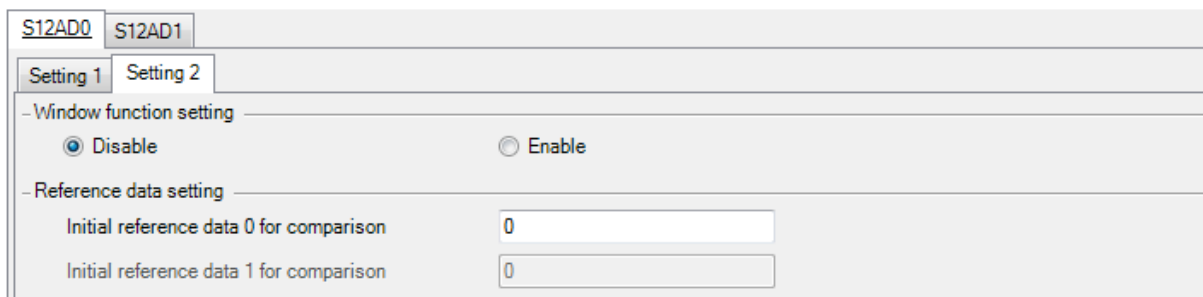 S12AD0 S12AD1
Setting 1 Setting 2
Window function setting
Disable Enable
Reference data setting
Initial reference data 0 for comparison 0
Initial reference data 1 for comparison 0